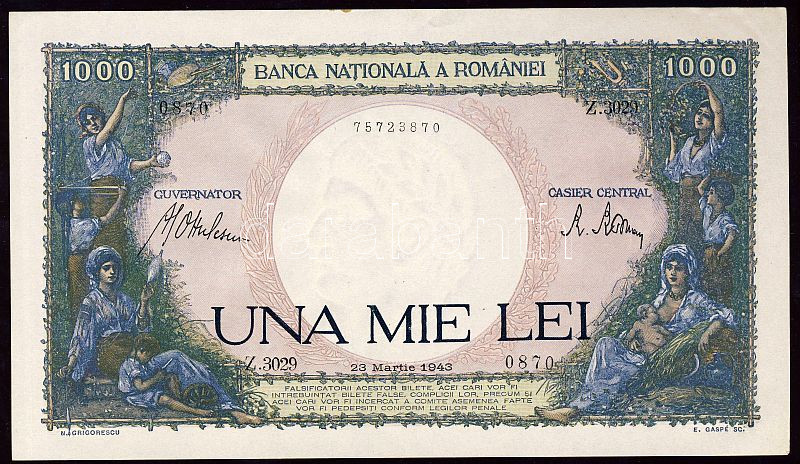 1000
BANCA NAȚIONALĂ A ROMÂNIEI
1000
0870
Z.3029
75723870
GUVERNATOR
CASIER CENTRAL
darabanth
UNA MIE LEI
Z.3029
23 Martie 1943
0870
FALSIFICATORII ACESTOR BILETE, ACEI CARI VOR FI
INTREBUINȚAT BILETE FALSE, COMPLICII LOR, PRECUM ȘI
ACEI CARI VOR FI INCERCAT A COMITE ASEMENEA FAPTE
VOR FI PEDEPSIȚI CONFORM LEGILOR PENALE
N. GRIGORESCU
E. GASPÉ SC.